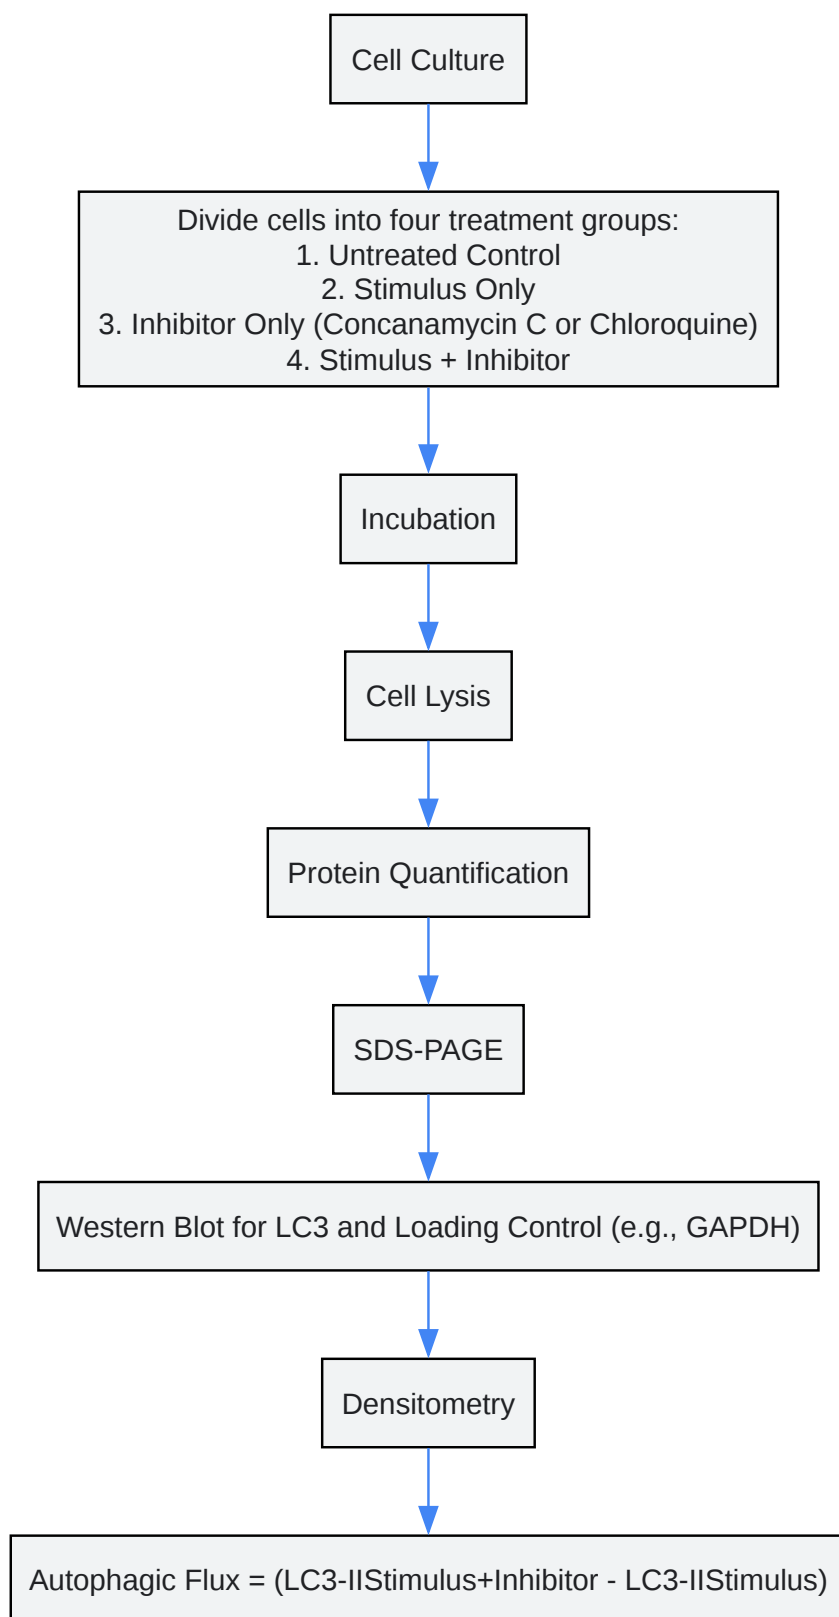 Cell Culture
Divide cells into four treatment groups:
1. Untreated Control
2. Stimulus Only
3. Inhibitor Only (Concanamycin C or Chloroquine)
4. Stimulus + Inhibitor
Incubation
Cell Lysis
Protein Quantification
SDS-PAGE
Western Blot for LC3 and Loading Control (e.g., GAPDH)
Densitometry
Autophagic Flux = (LC3-IIStimulus+Inhibitor - LC3-IIStimulus)